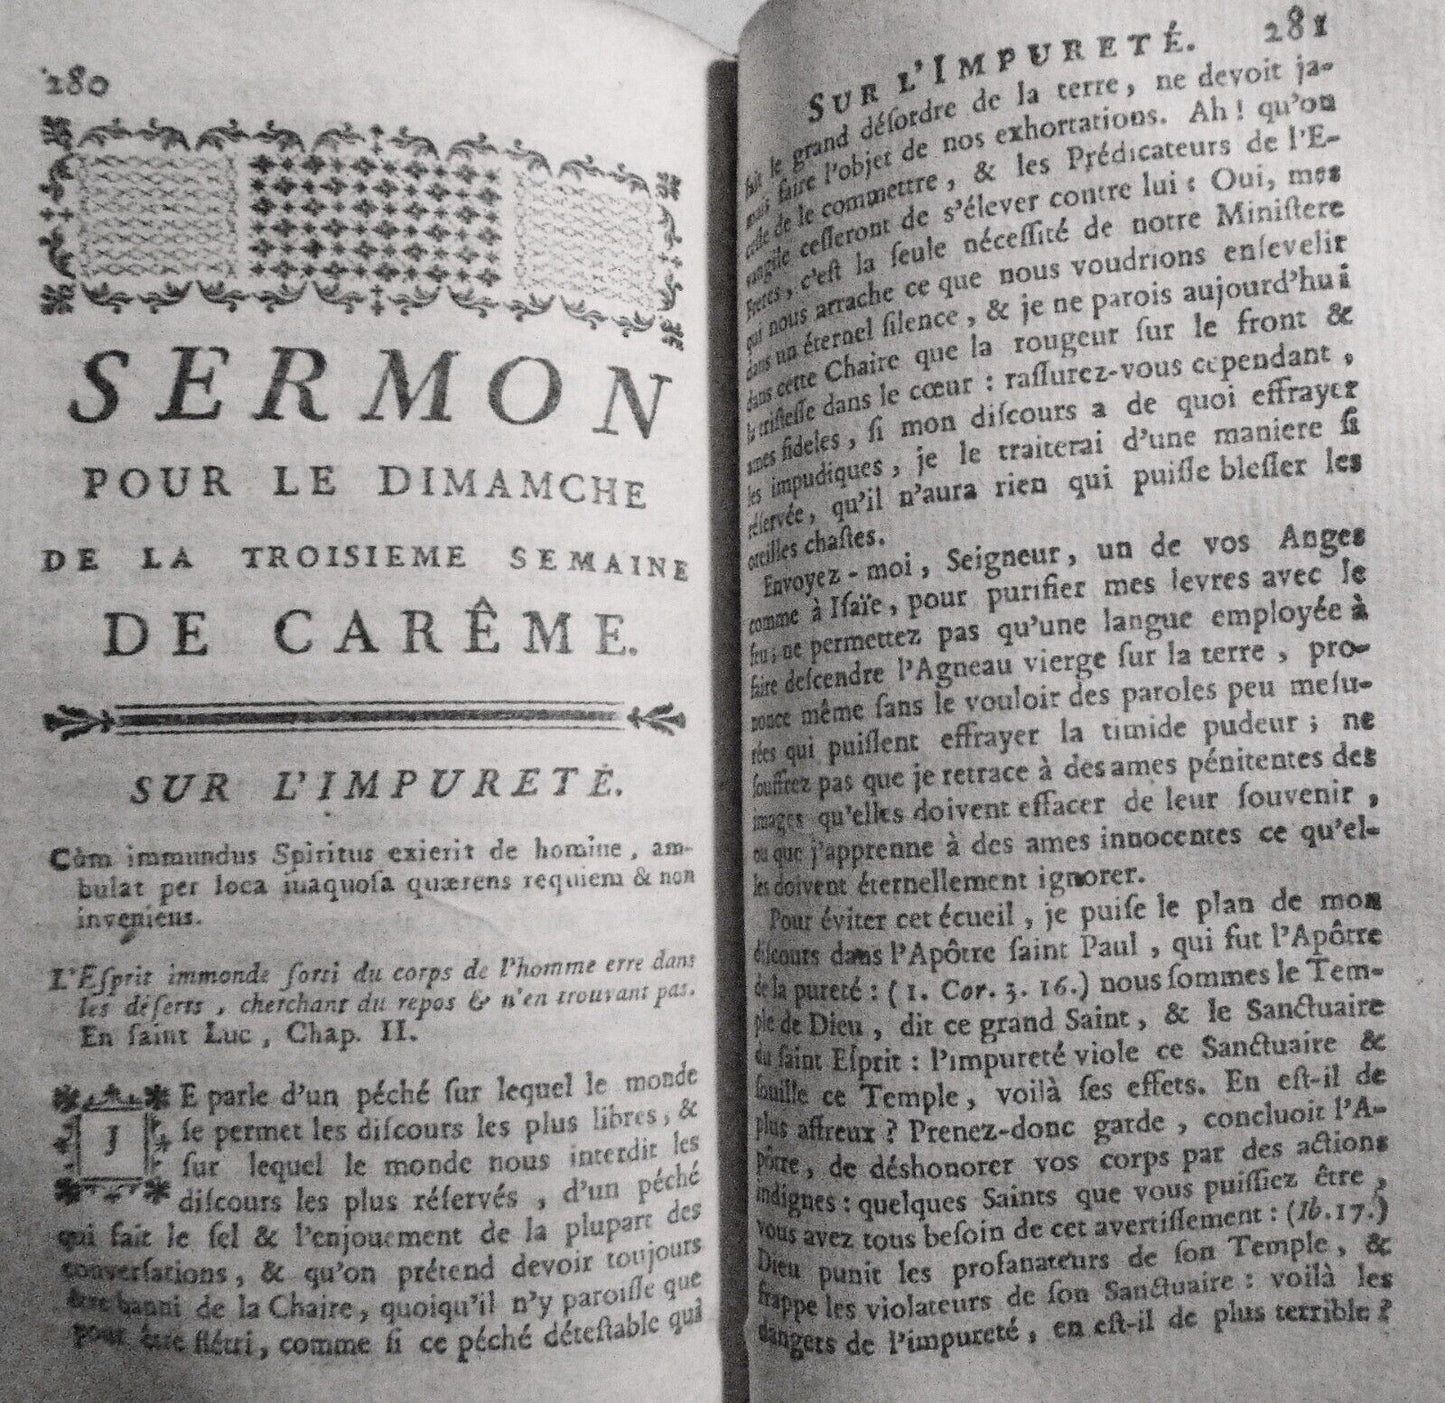 280
SERMON
POUR LE DIMAMCHE
DE LA TROISIEME SEMAINE
DE CARÊME.
SUR L'IMPURETÉ.
Cùm immundus Spiritus exierit de homine, am-
bulat per loca inaquoſa quærens requiem & non
inveniens.
L'Eſprit immonde ſorti du corps de l'homme erre dans
les déſerts, cherchant du repos & n'en trouvant pas.
En ſaint Luc, Chap. II.
JE parle d'un péché ſur lequel le monde
ſe permet les diſcours les plus libres, &
ſur lequel le monde nous interdit les
diſcours les plus réſervés, d'un péché
qui fait le ſel & l'enjouement de la plupart des
converſations, & qu'on prétend devoir toujours
être banni de la Chaire, quoiqu'il n'y paroiſſe que
pour être flétri, comme ſi ce péché déteſtable qui
SUR L'IMPURETÉ. 281
fait le grand déſordre de la terre, ne devoit ja-
mais faire l'objet de nos exhortations. Ah! qu'on
ceſſe de le commettre, & les Prédicateurs de l'E-
vangile ceſſeront de s'élever contre lui: Oui, mes
Freres, c'eſt la ſeule néceſſité de notre Miniſtere
qui nous arrache ce que nous voudrions enſevelir
dans un éternel ſilence, & je ne parois aujourd'hui
dans cette Chaire que la rougeur ſur le front &
la triſteſſe dans le cœur: raſſurez-vous cependant,
ames fideles, ſi mon diſcours a de quoi effrayer
les impudiques, je le traiterai d'une maniere ſi
réſervée, qu'il n'aura rien qui puiſſe bleſſer les
oreilles chaſtes.
Envoyez-moi, Seigneur, un de vos Anges
comme à Iſaïe, pour purifier mes levres avec le
feu; ne permettez pas qu'une langue employée à
faire deſcendre l'Agneau vierge ſur la terre, pro-
nonce même ſans le vouloir des paroles peu meſu-
rées qui puiſſent effrayer la timide pudeur; ne
ſouffrez pas que je retrace à des ames pénitentes des
images qu'elles doivent effacer de leur ſouvenir,
ou que j'apprenne à des ames innocentes ce qu'el-
les doivent éternellement ignorer.
Pour éviter cet écueil, je puiſe le plan de mon
diſcours dans l'Apôtre ſaint Paul, qui fut l'Apôtre
de la pureté: (1. Cor. 3. 16.) nous ſommes le Tem-
ple de Dieu, dit ce grand Saint, & le Sanctuaire
du ſaint Eſprit: l'impureté viole ce Sanctuaire &
ſouille ce Temple, voilà ſes effets. En eſt-il de
plus affreux? Prenez-donc garde, concluoit l'A-
pôtre, de déshonorer vos corps par des actions
indignes: quelques Saints que vous puiſſiez être,
vous avez tous beſoin de cet avertiſſement: (Ib. 17.)
Dieu punit les profanateurs de ſon Temple, &
frappe les violateurs de ſon Sanctuaire: voilà les
dangers de l'impureté, en eſt-il de plus terrible?